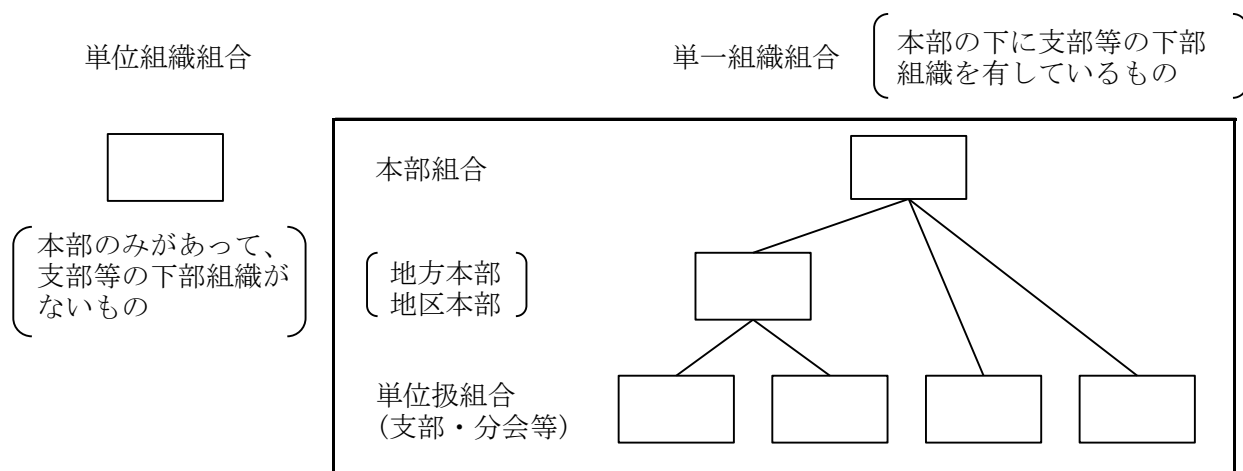 単位組織組合
単一組織組合
本部の下に支部等の下部
組織を有しているもの
本部のみがあって、
支部等の下部組織が
ないもの
本部組合
地方本部
地区本部
単位扱組合
(支部・分会等)